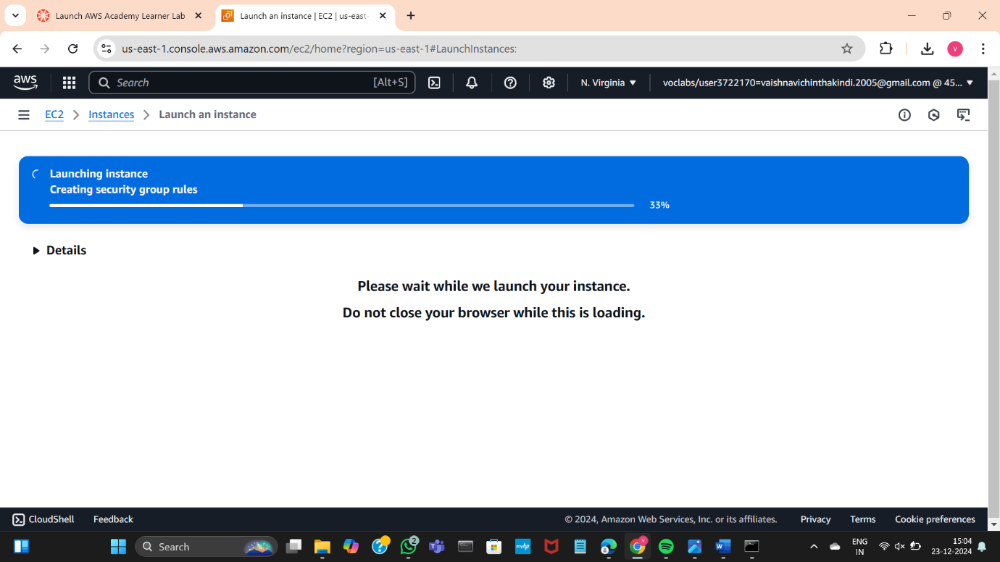 Launch AWS Academy Learner Lab
Launch an instance | EC2 | us-east-
us-east-1.console.aws.amazon.com/ec2/home?region=us-east-1#LaunchInstances:
V
aws
Search
[Alt+S]
N. Virginia
voclabs/user3722170=vaishnavichinthakindi.2005@gmail.com @ 45...
EC2 > Instances > Launch an instance
Launching instance
Creating security group rules
33%
Details
Please wait while we launch your instance.
Do not close your browser while this is loading.
CloudShell Feedback
© 2024, Amazon Web Services, Inc. or its affiliates. Privacy Terms Cookie preferences
Search
2
myhp
ENG
IN
15:04
23-12-2024